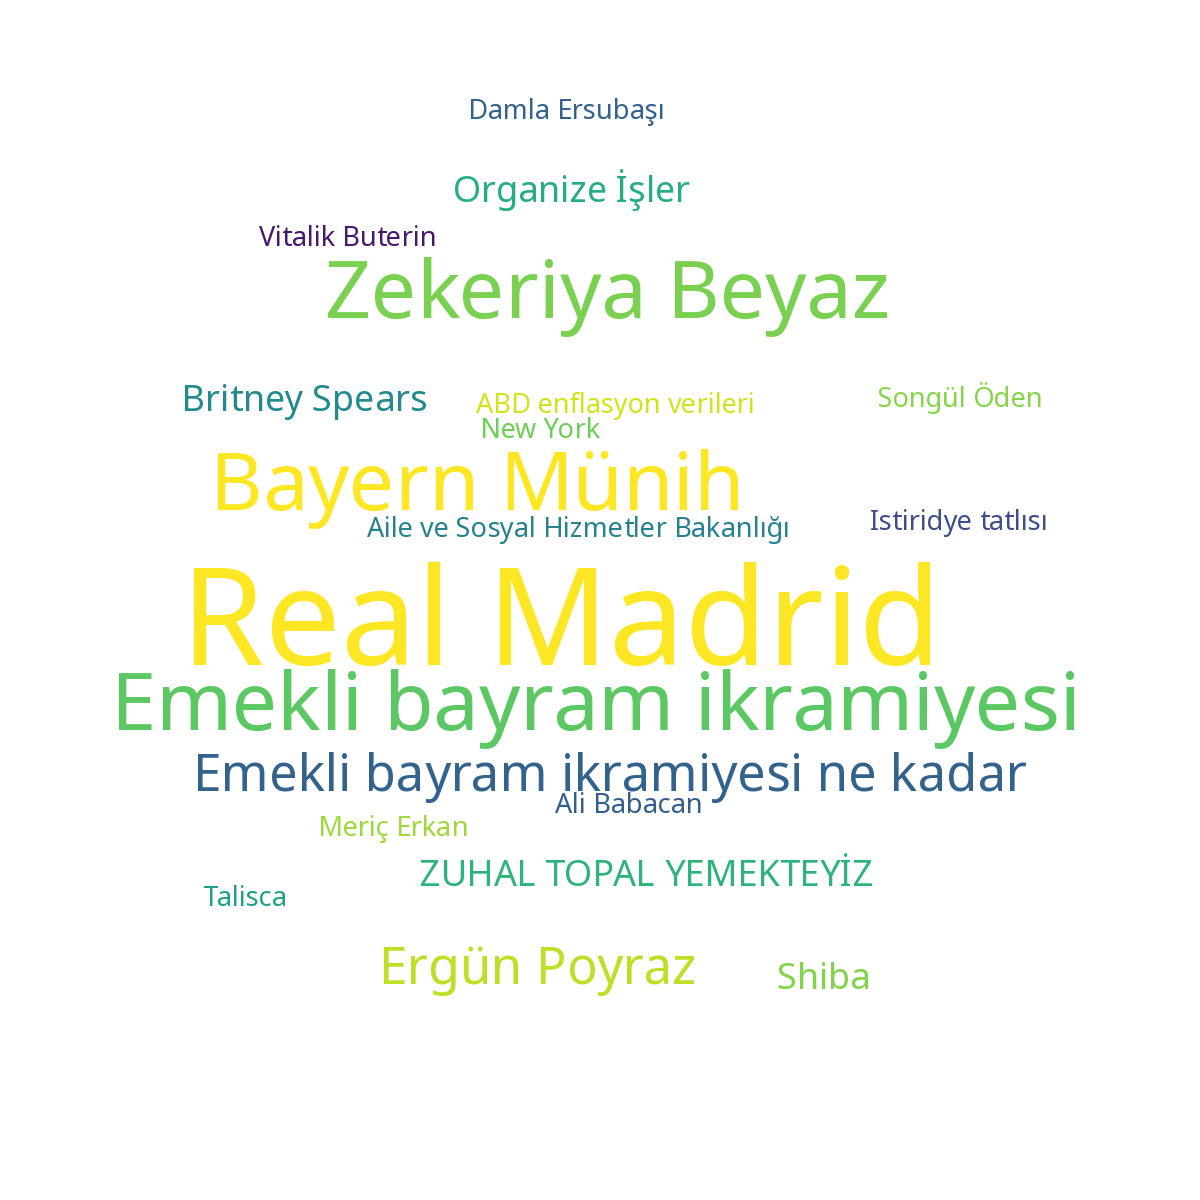 Damla Ersubaşı
Organize İşler
Vitalik Buterin
Zekeriya Beyaz
Britney Spears
ABD enflasyon verileri
Songül Öden
New York
Bayern Münih
Aile ve Sosyal Hizmetler Bakanlığı
Istiridye tatlısı
Real Madrid
Emekli bayram ikramiyesi
Emekli bayram ikramiyesi ne kadar
Ali Babacan
Meriç Erkan
ZUHAL TOPAL YEMEKTEYİZ
Talisca
Ergün Poyraz
Shiba